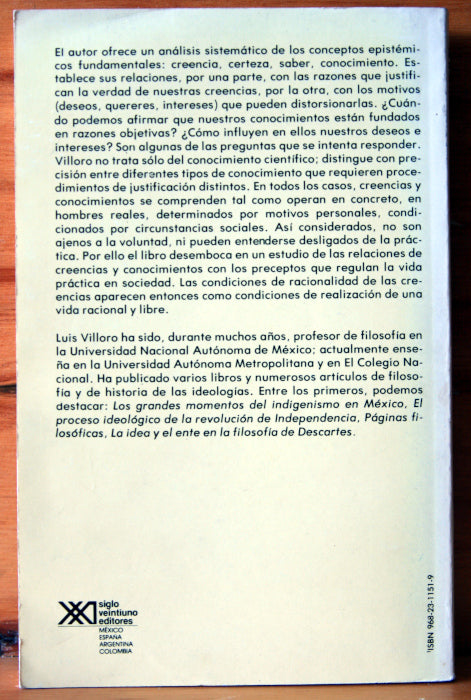 El autor ofrece un análisis sistemático de los conceptos epistémi-
cos fundamentales: creencia, certeza, saber, conocimiento. Es-
tablece sus relaciones, por una parte, con las razones que justifi-
can la verdad de nuestras creencias, por la otra, con los motivos
(deseos, quereres, intereses) que pueden distorsionarlas. ¿Cuán-
do podemos afirmar que nuestros conocimientos están fundados
en razones objetivas? ¿Cómo influyen en ellos nuestros deseos e
intereses? Son algunas de las preguntas que se intenta responder.
Villoro no trata sólo del conocimiento científico; distingue con pre-
cisión entre diferentes tipos de conocimiento que requieren proce-
dimientos de justificación distintos. En todos los casos, creencias y
conocimientos se comprenden tal como operan en concreto, en
hombres reales, determinados por motivos personales, condi-
cionados por circunstancias sociales. Así considerados, no son
ajenos a la voluntad, ni pueden entenderse desligados de la prác-
tica. Por ello el libro desemboca en un estudio de las relaciones de
creencias y conocimientos con los preceptos que regulan la vida
práctica en sociedad. Las condiciones de racionalidad de las cre-
encias aparecen entonces como condiciones de realización de una
vida racional y libre.
Luis Villoro ha sido, durante muchos años, profesor de filosofía en
la Universidad Nacional Autónoma de México; actualmente ense-
ña en la Universidad Autónoma Metropolitana y en El Colegio Na-
cional. Ha publicado varios libros y numerosos artículos de filoso-
fía y de historia de las ideologías. Entre los primeros, podemos
destacar: Los grandes momentos del indigenismo en México, El
proceso ideológico de la revolución de Independencia, Páginas fi-
losóficas, La idea y el ente en la filosofía de Descartes.
siglo
veintiuno
editores
MÉXICO
ESPAÑA
ARGENTINA
COLOMBIA
ISBN 968-23-1151-9